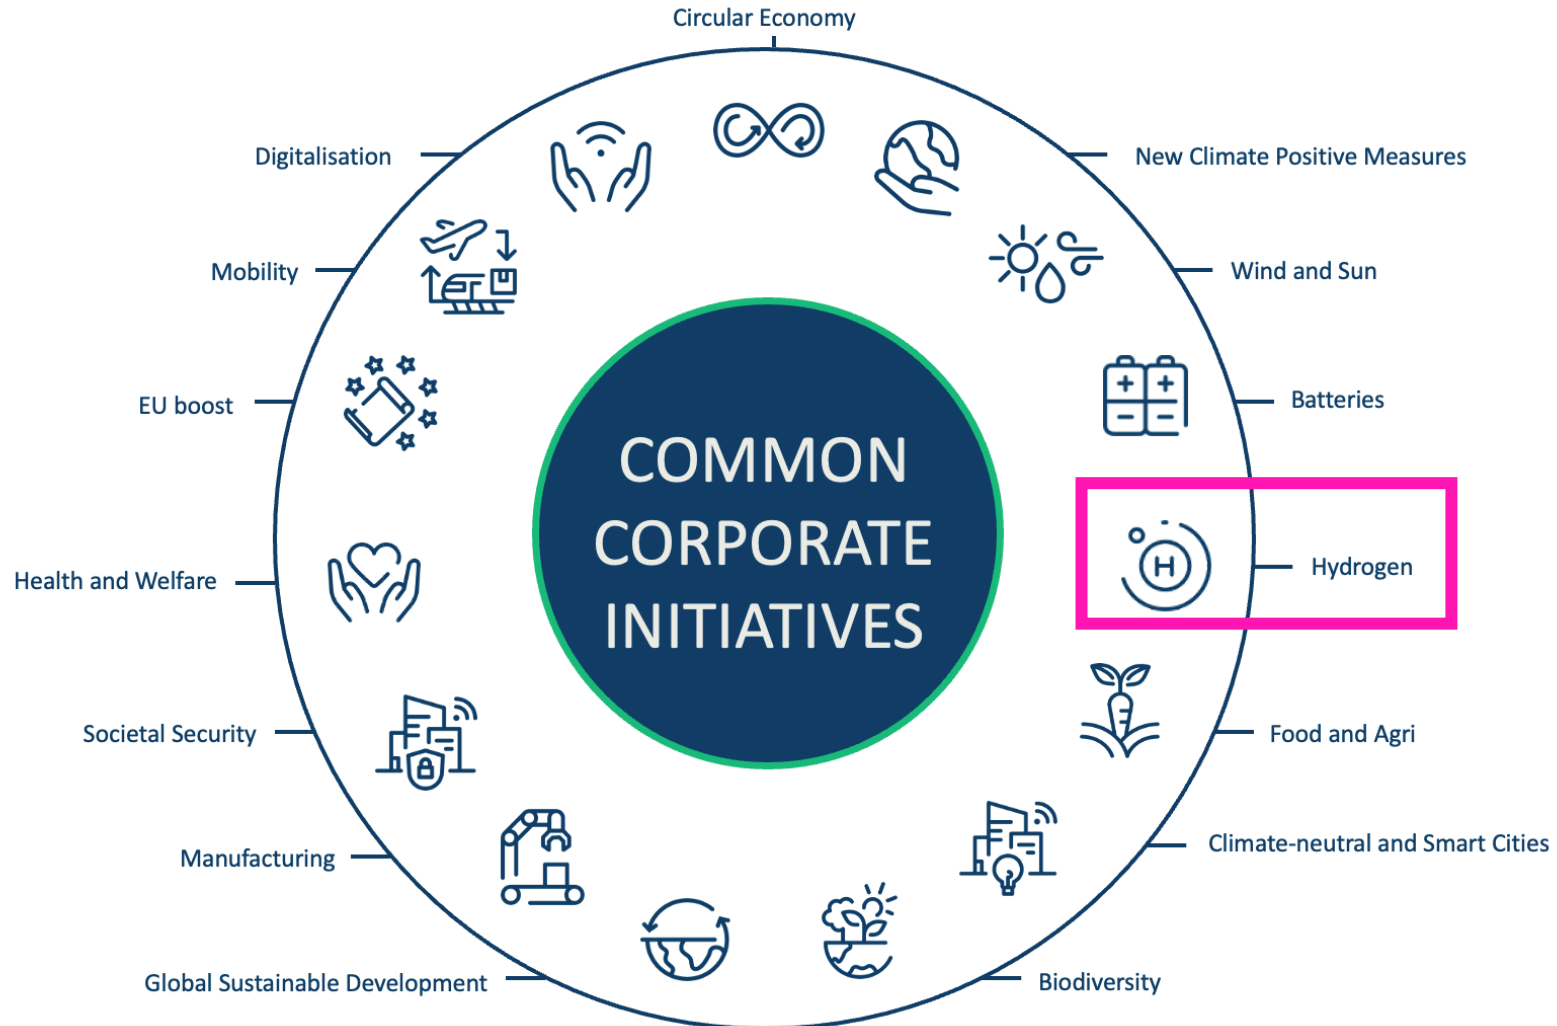 Circular Economy
Digitalisation
New Climate Positive Measures
Mobility
Wind and Sun
EU boost
Batteries
COMMON
CORPORATE
INITIATIVES
H
Hydrogen
Health and Welfare
Societal Security
Food and Agri
Manufacturing
Climate-neutral and Smart Cities
Global Sustainable Development
Biodiversity